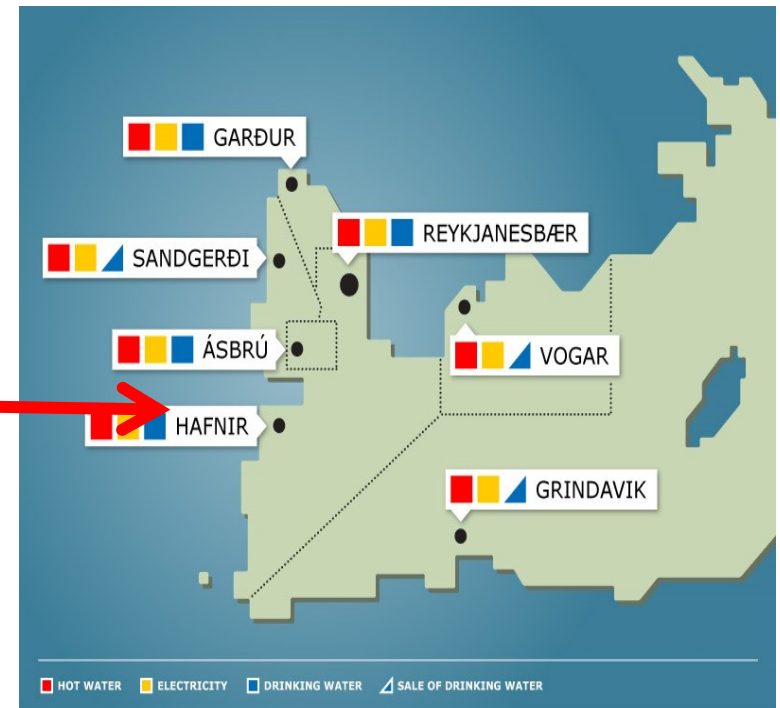 GARÐUR
REYKJANESBÆR
SANDGERÐI
ÁSBRÚ
VOGAR
HAFNIR
GRINDAVIK
HOT WATER ELECTRICITY DRINKING WATER SALE OF DRINKING WATER